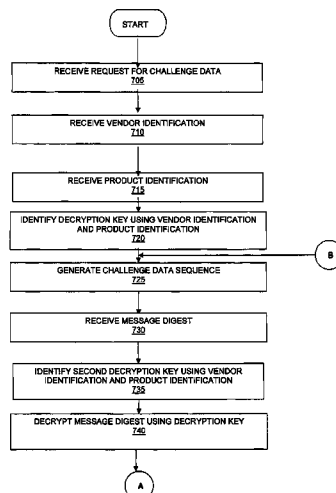 START
RECEIVE REQUEST FOR CHALLENGE DATA
705
RECEIVE VENDOR IDENTIFICATION
710
RECEIVE PRODUCT IDENTIFICATION
715
IDENTIFY DECRYPTION KEY USING VENDOR IDENTIFICATION
AND PRODUCT IDENTIFICATION
720
B
GENERATE CHALLENGE DATA SEQUENCE
725
RECEIVE MESSAGE DIGEST
730
IDENTIFY SECOND DECRYPTION KEY USING VENDOR
IDENTIFICATION AND PRODUCT IDENTIFICATION
735
DECRYPT MESSAGE DIGEST USING DECRYPTION KEY
740
A